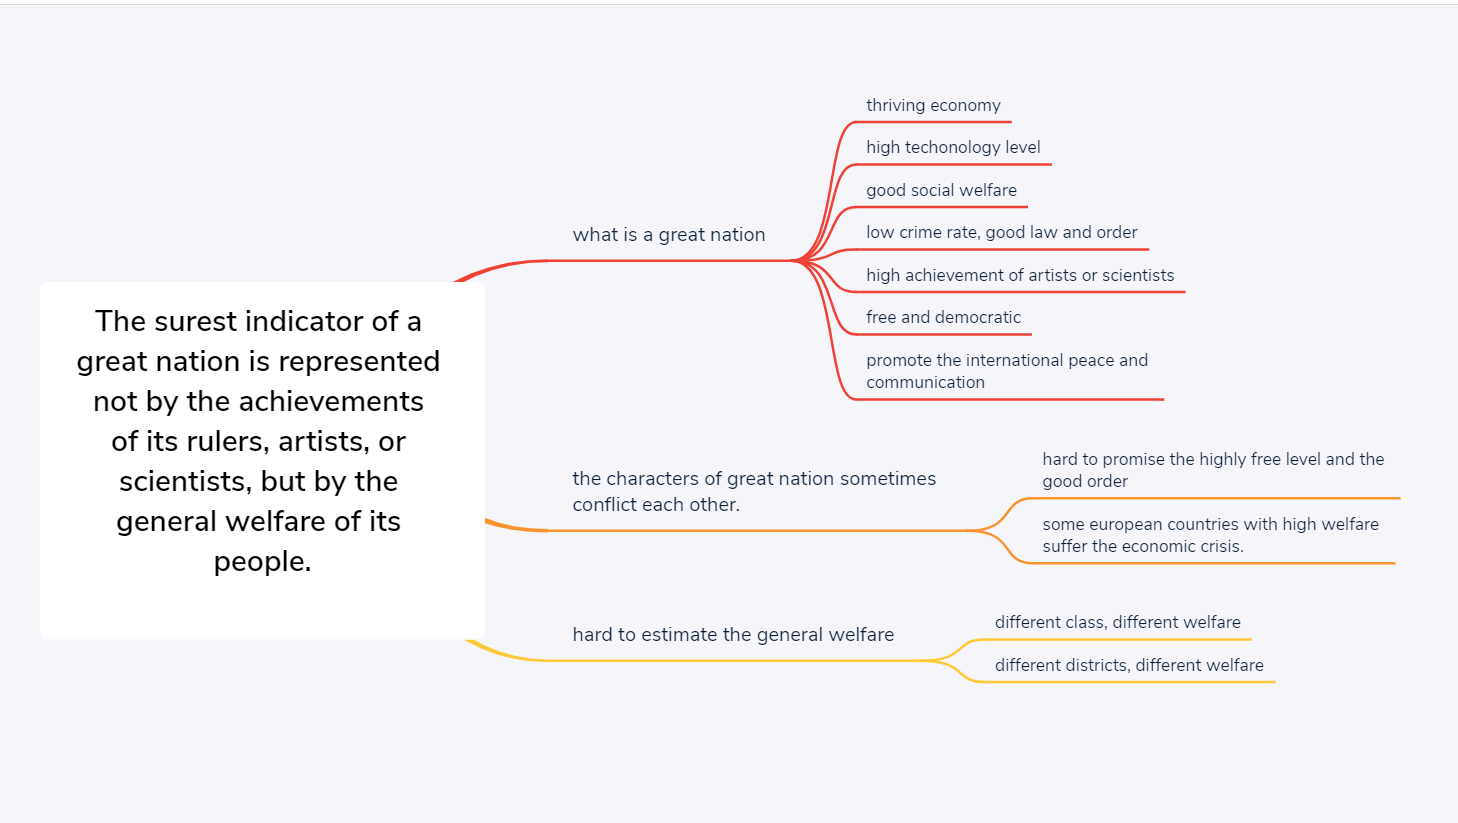 The surest indicator of a
great nation is represented
not by the achievements
of its rulers, artists, or
scientists, but by the
general welfare of its
people.
what is a great nation
thriving economy
high techonology level
good social welfare
low crime rate, good law and order
high achievement of artists or scientists
free and democratic
promote the international peace and
communication
the characters of great nation sometimes
conflict each other.
hard to promise the highly free level and the
good order
some european countries with high welfare
suffer the economic crisis.
hard to estimate the general welfare
different class, different welfare
different districts, different welfare